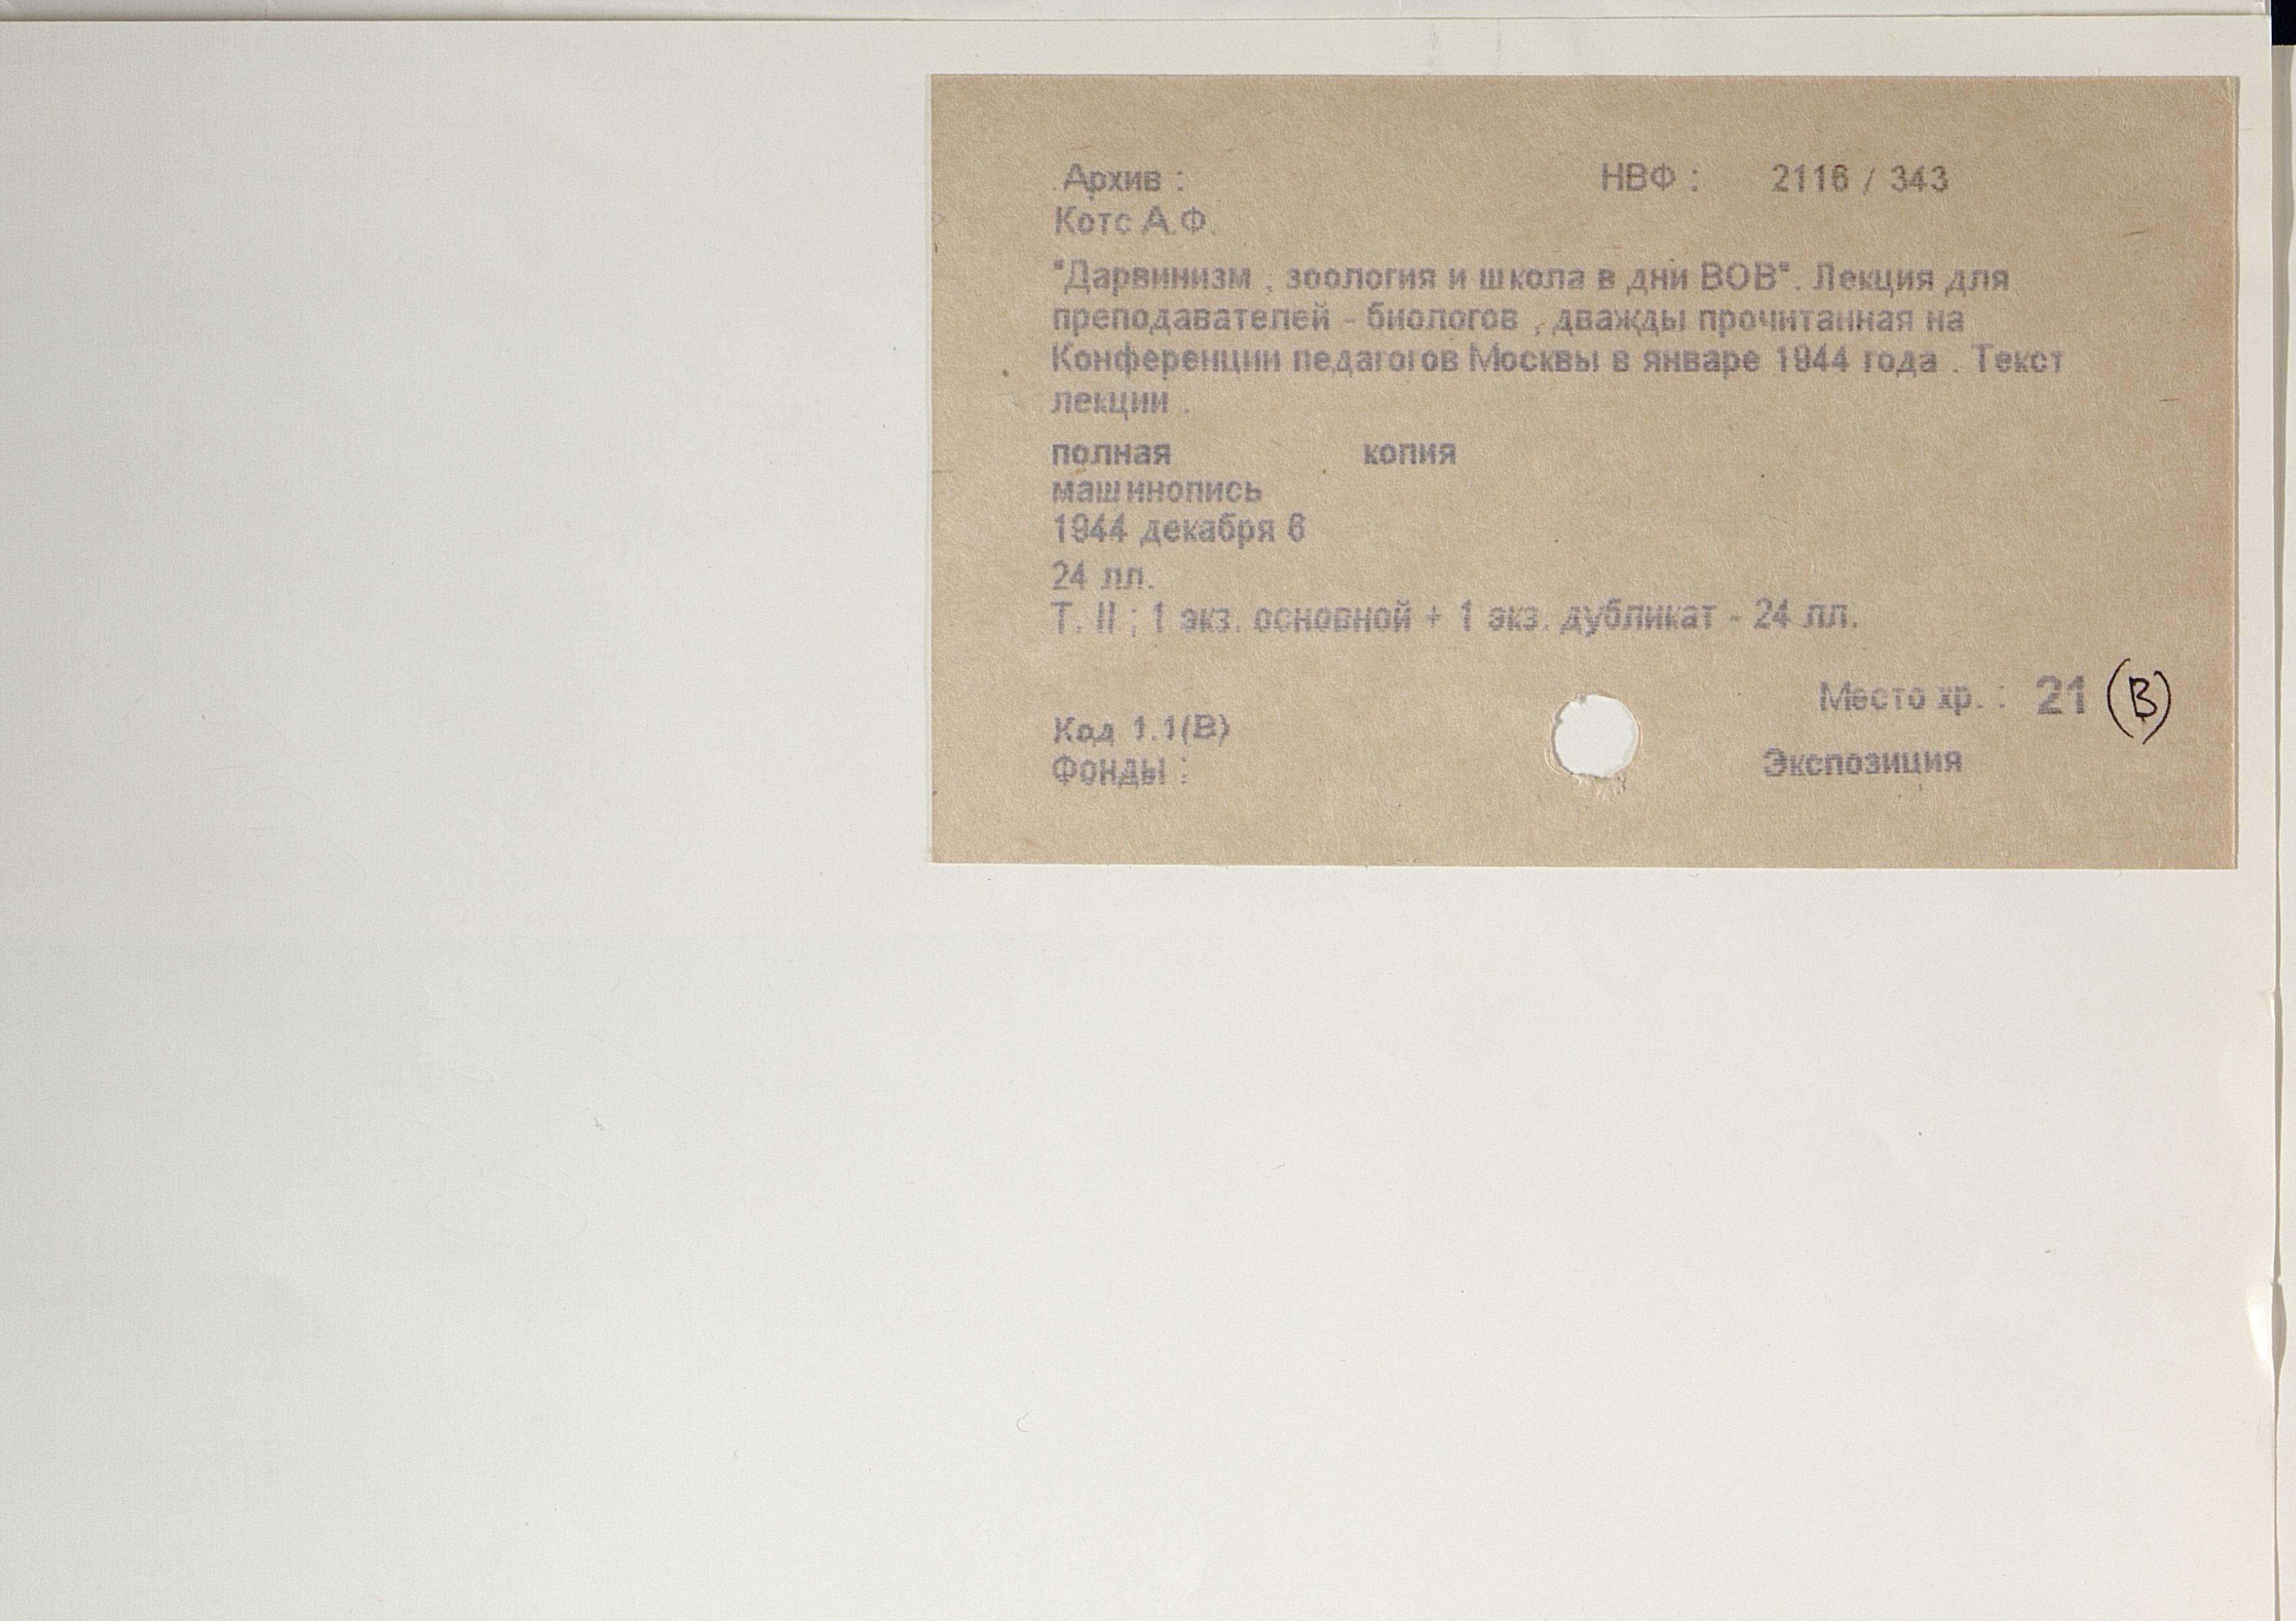 Архив : НВФ : 2116 / 343
Котс А.Ф.
"Дарвинизм , зоология и школа в дни ВОВ". Лекция для
преподавателей - биологов , дважды прочитанная на
Конференции педагогов Москвы в январе 1944 года . Текст
лекции .
полная копия
машинопись
1944 декабря 6
24 лл.
Т. II ; 1 экз. основной + 1 экз. дубликат - 24 лл.
Место хр. : 21 (В)
Код 1.1(В)
Фонды : Экспозиция